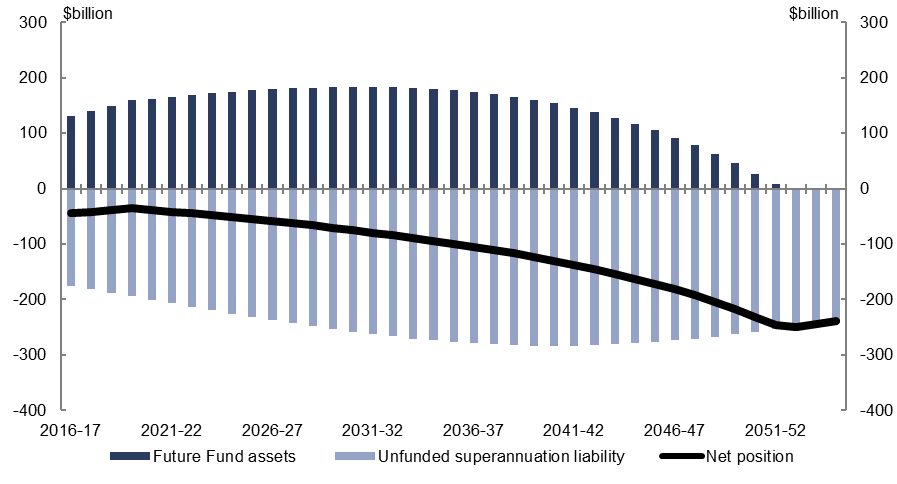 $billion $billion
300 300
200 200
100 100
0 0
-100 -100
-200 -200
-300 -300
-400 -400
2016-17 2021-22 2026-27 2031-32 2036-37 2041-42 2046-47 2051-52
Future Fund assets Unfunded superannuation liability Net position